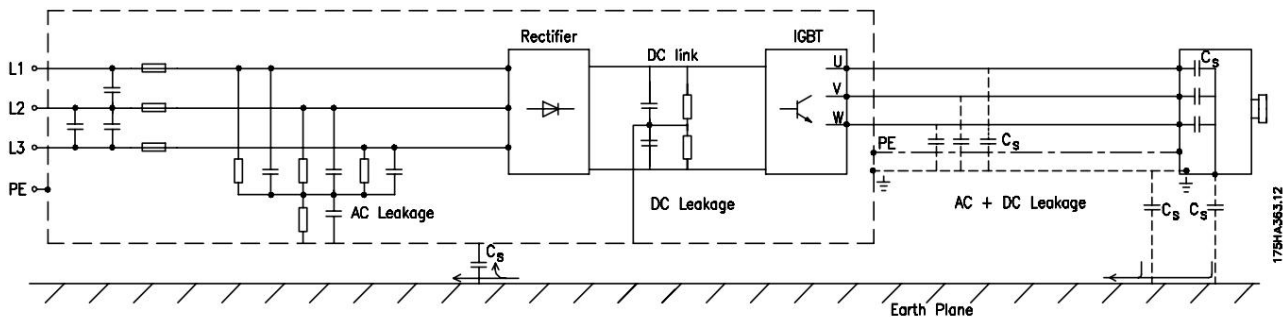 Rectifier
IGBT
DC link
L1
U
Cs
L2
V
W
L3
Cs
PE
PE
AC Leakage
DC Leakage
AC + DC Leakage
Cs
Cs
Cs
Earth Plane
175HA363.12